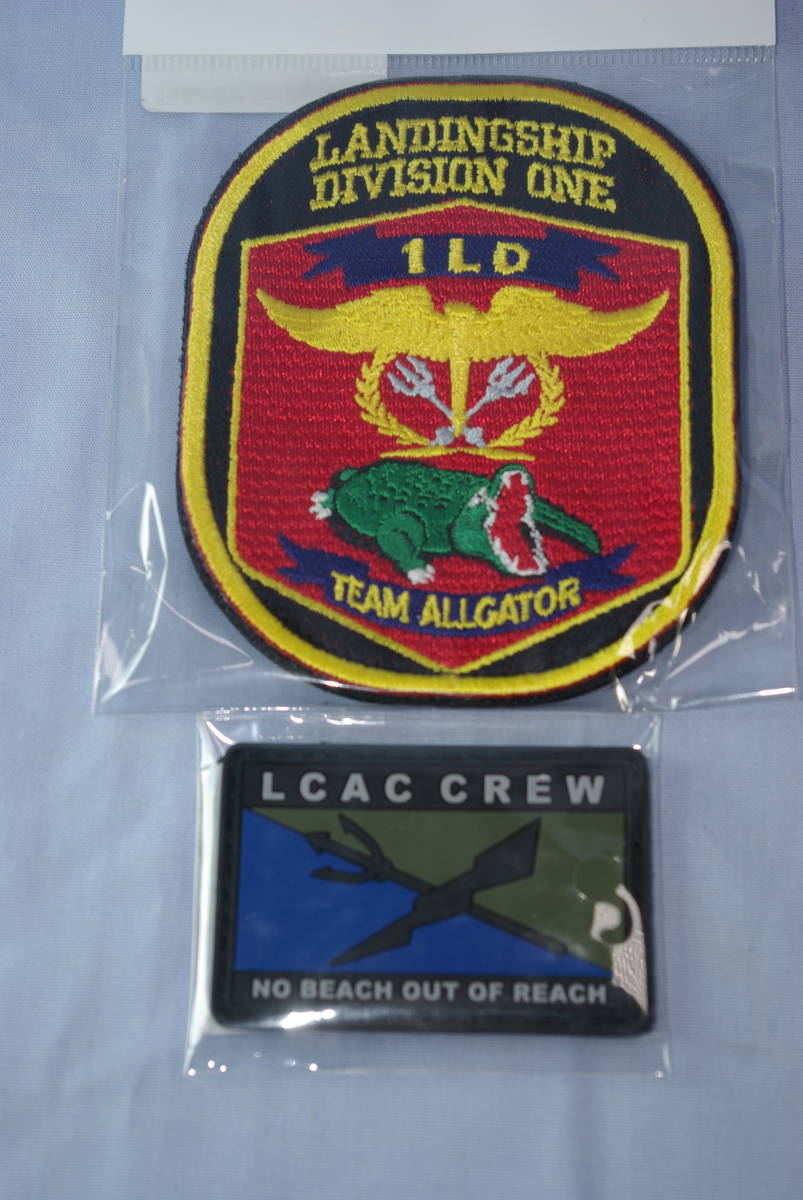 LANDINGSHIP
DIVISION ONE
1LD
TEAM ALLGATOR
LCAC CREW
NO BEACH OUT OF REACH